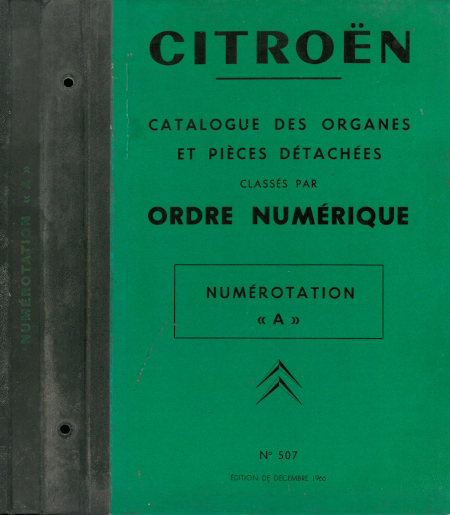 NUMÉROTATION « A »
CITROËN
CATALOGUE DES ORGANES
ET PIÈCES DÉTACHÉES
CLASSÉS PAR
ORDRE NUMÉRIQUE
NUMÉROTATION
« A »
N° 507
ÉDITION DE DÉCEMBRE 1966